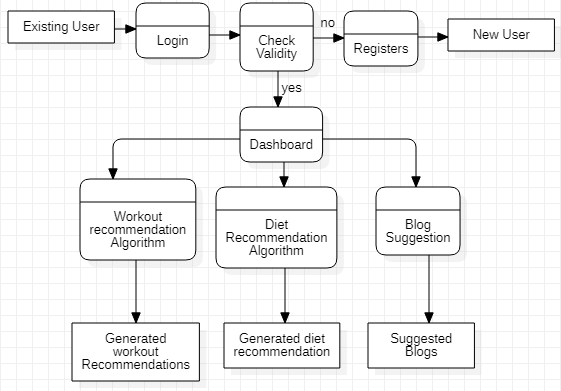 Existing User
Login
Check
Validity
no
Registers
New User
yes
Dashboard
Workout
recommendation
Algorithm
Diet
Recommendation
Algorithm
Blog
Suggestion
Generated
workout
Recommendations
Generated diet
recommendation
Suggested
Blogs